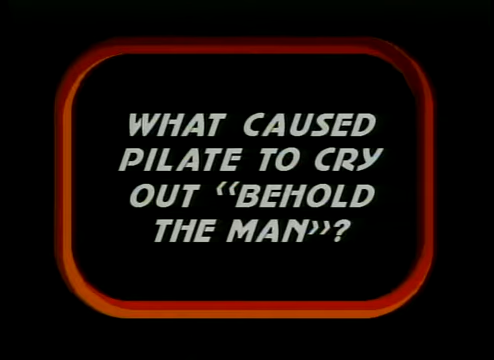 WHAT CAUSED
PILATE TO CRY
OUT "BEHOLD
THE MAN"?